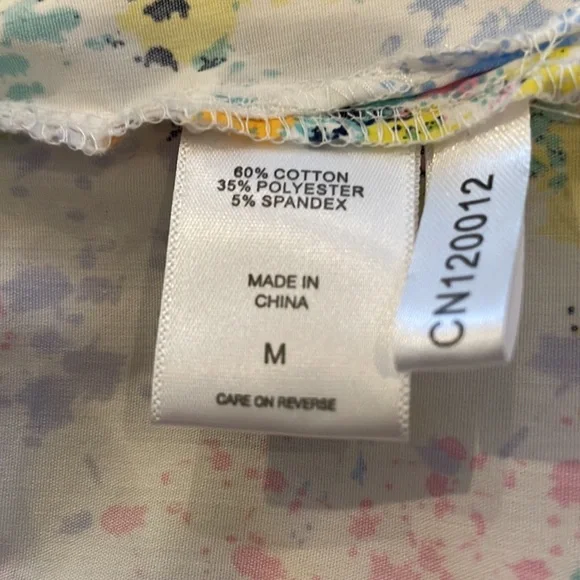 60% COTTON
35% POLYESTER
5% SPANDEX
MADE IN
CHINA
M
CARE ON REVERSE
CN120012